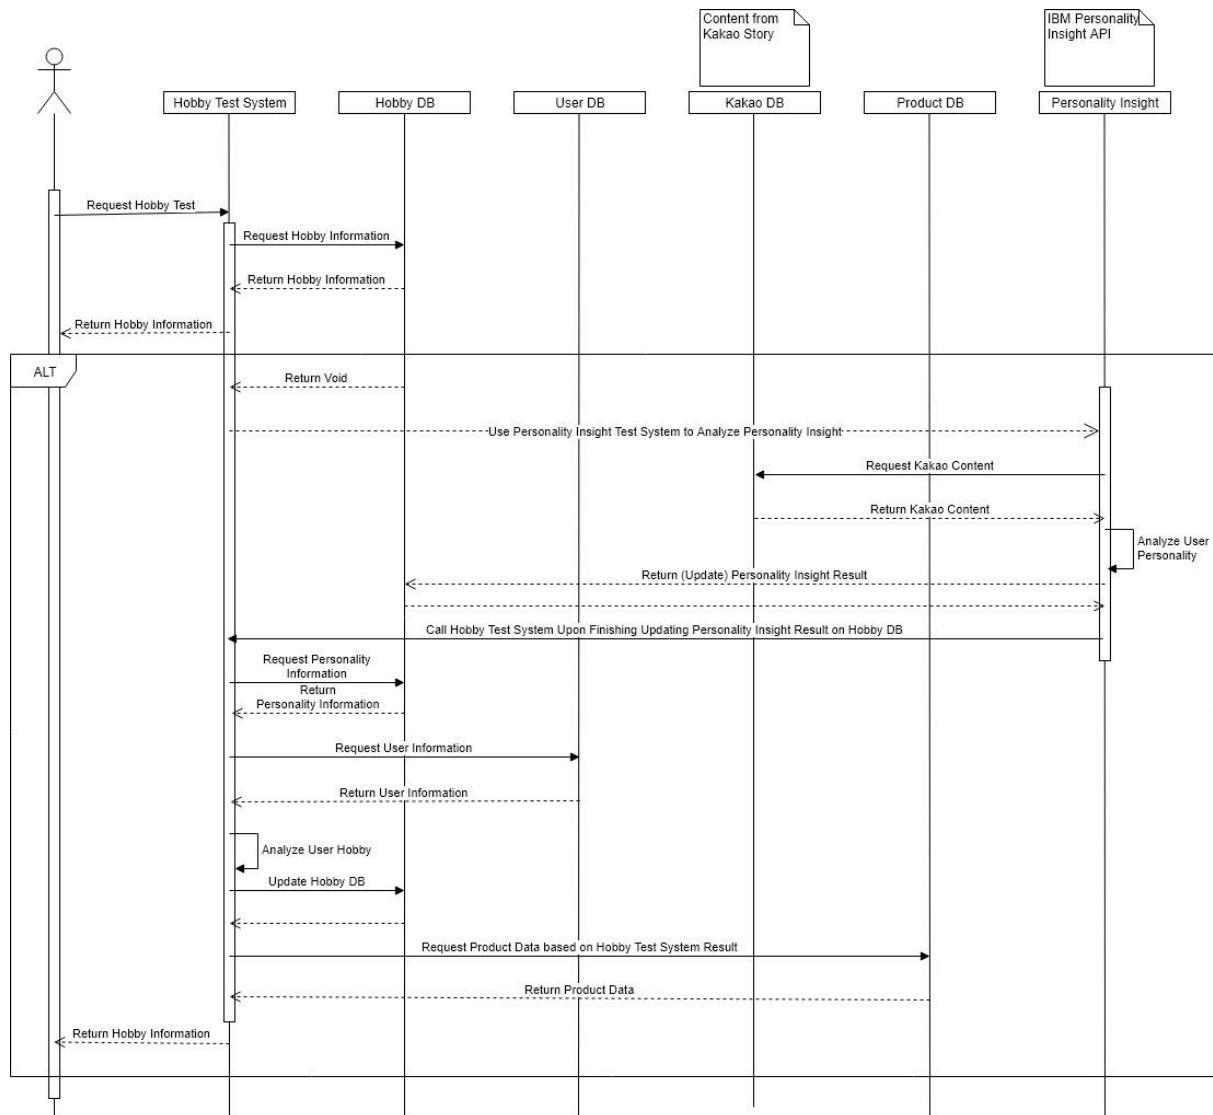 Content from
Kakao Story
IBM Personality
Insight API
Hobby Test System
Hobby DB
User DB
Kakao DB
Product DB
Personality Insight
Request Hobby Test
Request Hobby Information
Return Hobby Information
Return Hobby Information
ALT
Return Void
Use Personality Insight Test System to Analyze Personality Insight
Request Kakao Content
Return Kakao Content
Analyze User
Personality
Return (Update) Personality Insight Result
Call Hobby Test System Upon Finishing Updating Personality Insight Result on Hobby DB
Request Personality
Information
Return
Personality Information
Request User Information
Return User Information
Analyze User Hobby
Update Hobby DB
Request Product Data based on Hobby Test System Result
Return Product Data
Return Hobby Information